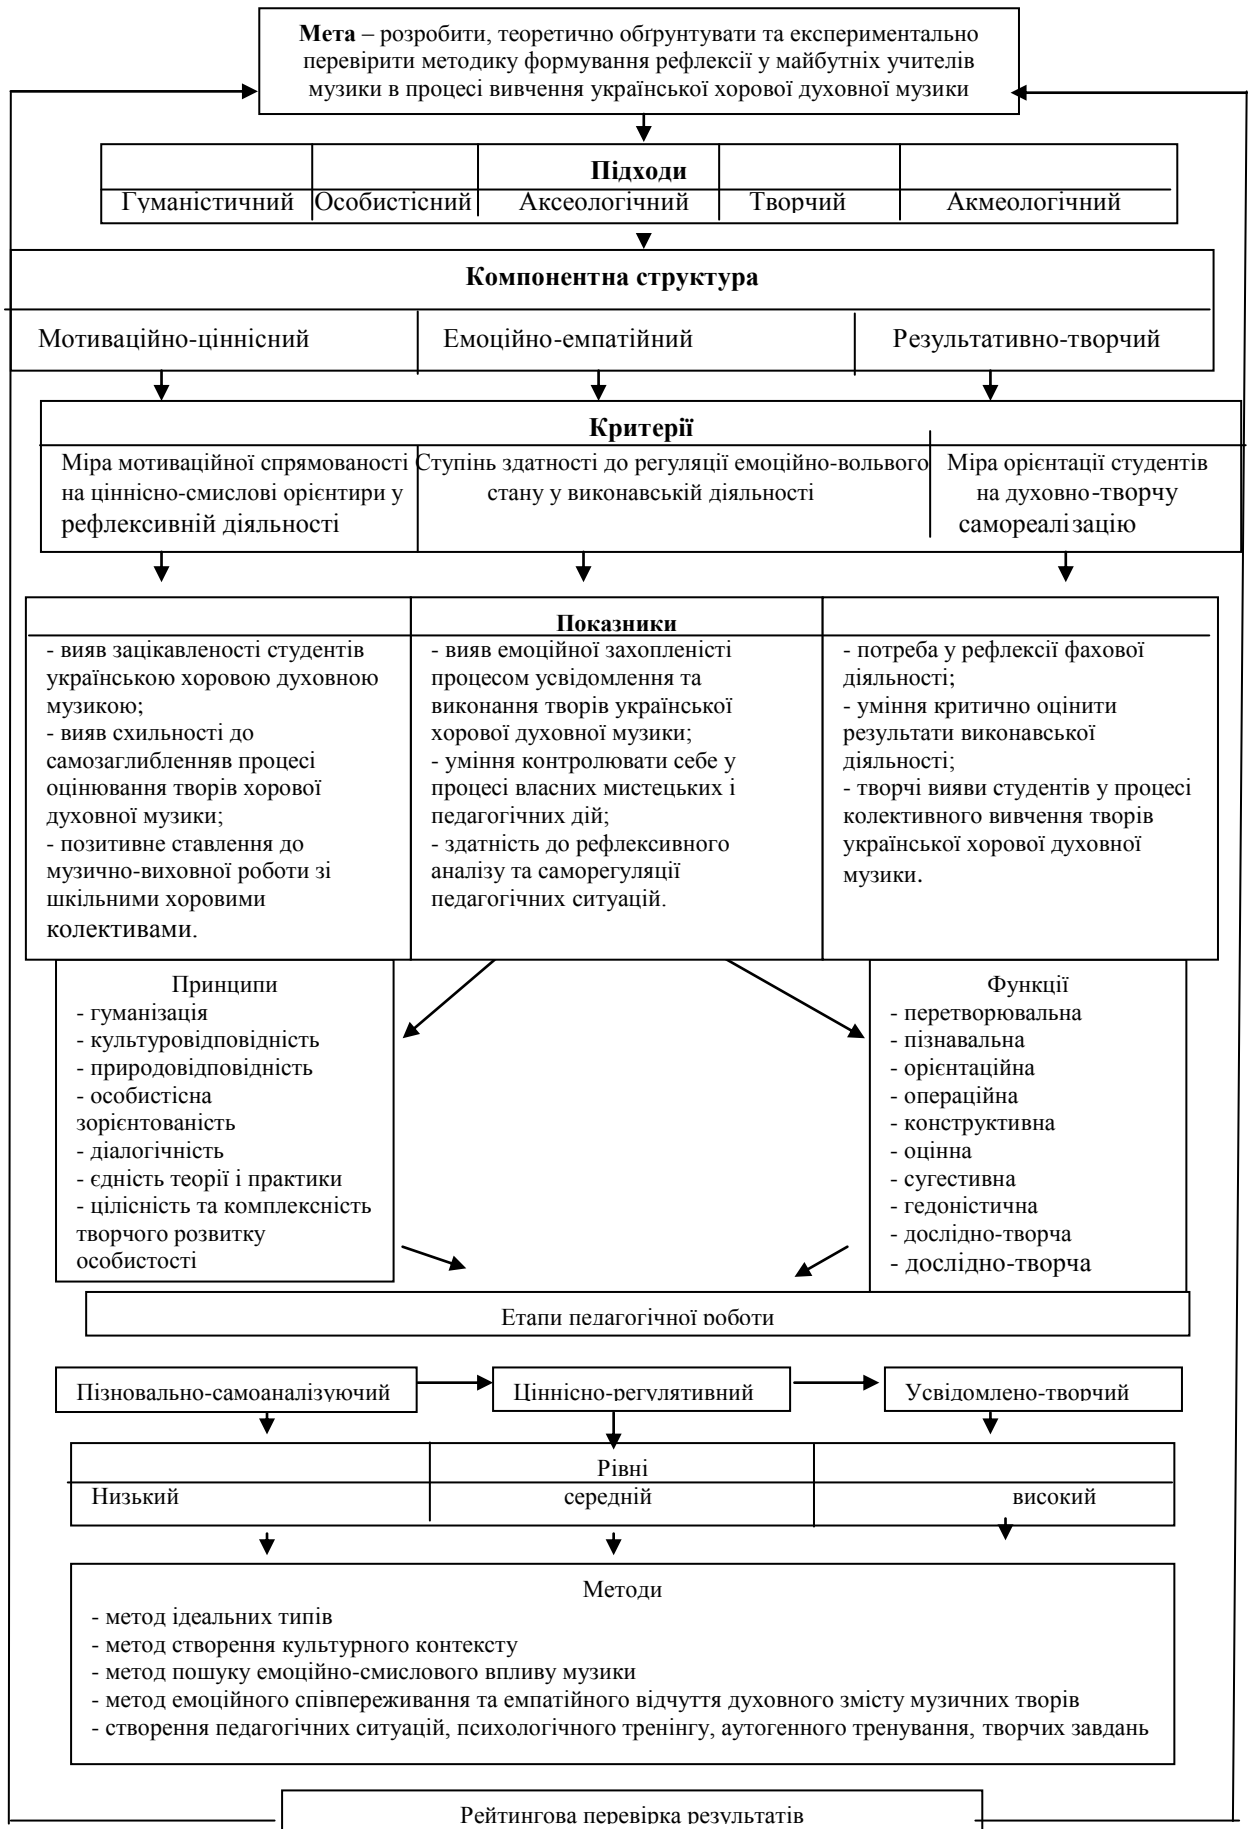 Мета – розробити, теоретично обґрунтувати та експериментально
перевірити методику формування рефлексії у майбутніх учителів
музики в процесі вивчення української хорової духовної музики
Підходи
Гуманістичний Особистісний Аксеологічний Творчий Акмеологічний
Компонентна структура
Мотиваційно-ціннісний Емоційно-емпатійний Результативно-творчий
Критерії
Міра мотиваційної спрямованості
на ціннісно-смислові орієнтири у
рефлексивній діяльності
Ступінь здатності до регуляції емоційно-вольвого
стану у виконавській діяльності
Міра орієнтації студентів
на духовно-творчу
самореалізацію
Показники
- вияв зацікавленості студентів
українською хоровою духовною
музикою;
- вияв схильності до
самозаглибленняв процесі
оцінювання творів хорової
духовної музики;
- позитивне ставлення до
музично-виховної роботи зі
шкільними хоровими
колективами.
- вияв емоційної захопленісті
процесом усвідомлення та
виконання творів української
хорової духовної музики;
- уміння контролювати себе у
процесі власних мистецьких і
педагогічних дій;
- здатність до рефлексивного
аналізу та саморегуляції
педагогічних ситуацій.
- потреба у рефлексії фахової
діяльності;
- уміння критично оцінити
результати виконавської
діяльності;
- творчі вияви студентів у процесі
колективного вивчення творів
української хорової духовної
музики.
Принципи
- гуманізація
- культуровідповідність
- природовідповідність
- особистісна
зорієнтованість
- діалогічність
- єдність теорії і практики
- цілісність та комплексність
творчого розвитку
особистості
Функції
- перетворювальна
- пізнавальна
- орієнтаційна
- операційна
- конструктивна
- оцінна
- сугестивна
- гедоністична
- дослідно-творча
- дослідно-творча
Етапи педагогічної роботи
Пізновально-самоаналізуючий Ціннісно-регулятивний Усвідомлено-творчий
Рівні
Низький середній високий
Методи
- метод ідеальних типів
- метод створення культурного контексту
- метод пошуку емоційно-смислового впливу музики
- метод емоційного співпереживання та емпатійного відчуття духовного змісту музичних творів
- створення педагогічних ситуацій, психологічного тренінгу, аутогенного тренування, творчих завдань
Рейтингова перевірка результатів